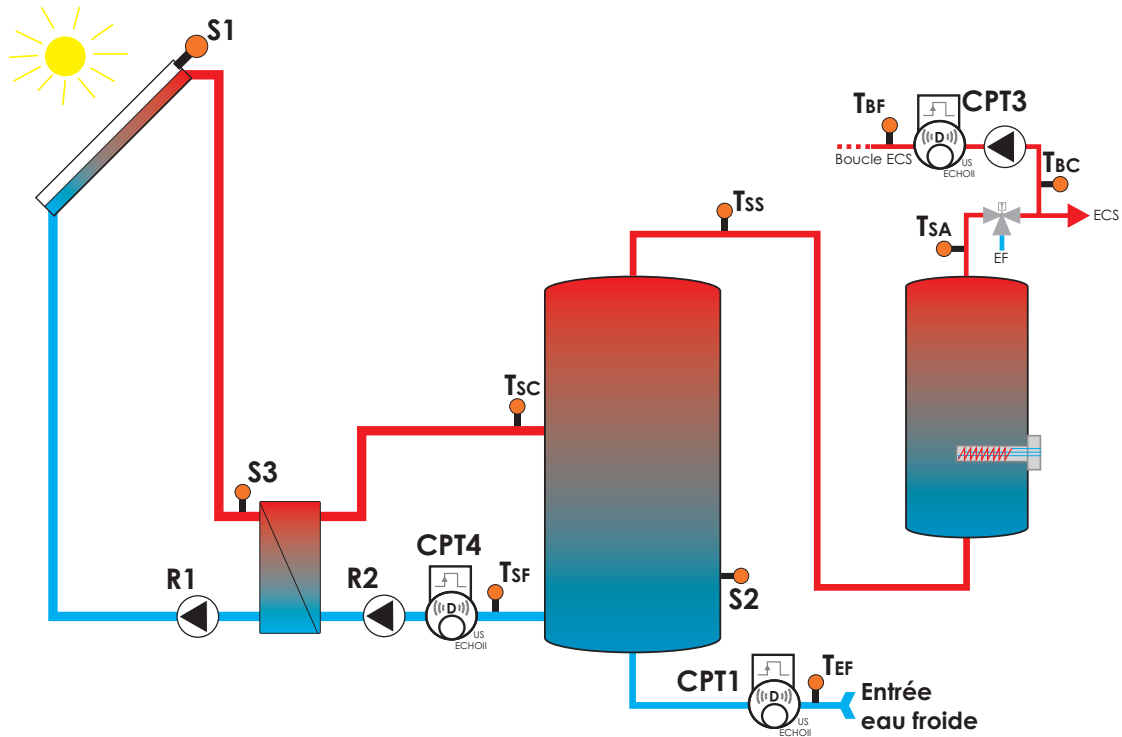 S1
TBF
CPT3
D
US
ECHOII
Boucle ECS
TBC
T
TSS
TSA
ECS
EF
TSC
S3
CPT4
D
US
ECHOII
TSF
R1
R2
S2
CPT1
D
US
ECHOII
TEF
Entrée
eau froide